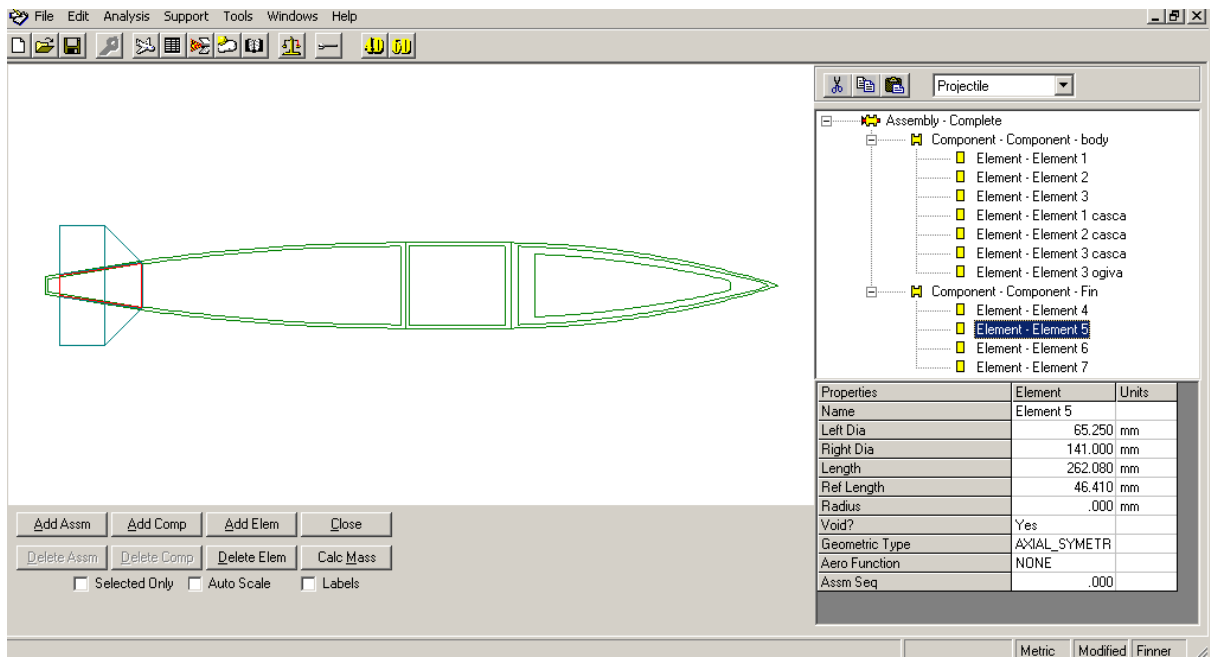 File Edit Analysis Support Tools Windows Help
Projectile
Assembly - Complete
Component - Component - body
Element - Element 1
Element - Element 2
Element - Element 3
Element - Element 1 casca
Element - Element 2 casca
Element - Element 3 casca
Element - Element 3 ogiva
Component - Component - Fin
Element - Element 4
Element - Element 5
Element - Element 6
Element - Element 7
Properties Element Units
Name Element 5
Left Dia 65.250 mm
Right Dia 141.000 mm
Length 262.080 mm
Ref Length 46.410 mm
Radius .000 mm
Void? Yes
Geometric Type AXIAL_SYMETR
Aero Function NONE
Assm Seq .000
Add Assm Add Comp Add Elem Close
Delete Assm Delete Comp Delete Elem Calc Mass
Selected Only Auto Scale Labels
Metric Modified Finner